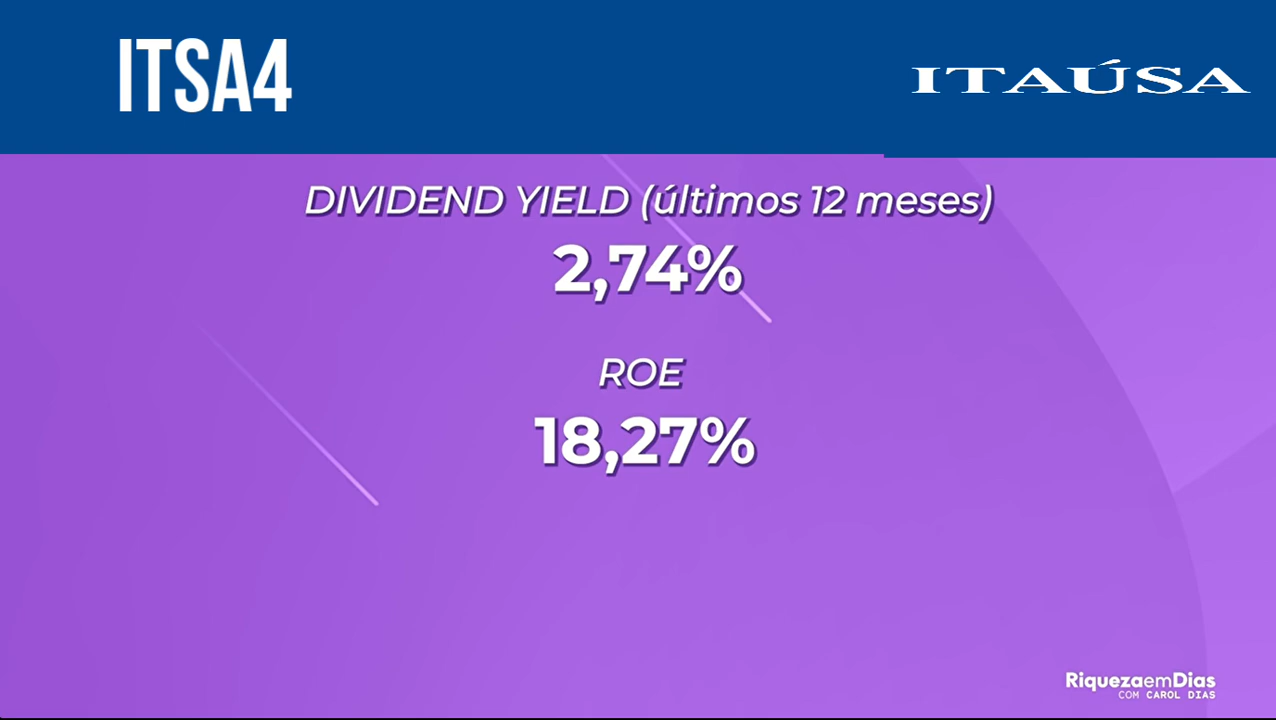 ITSA4
ITAÚSA
DIVIDEND YIELD (últimos 12 meses)
2,74%
ROE
18,27%
RiquezaemDias
COM CAROL DIAS